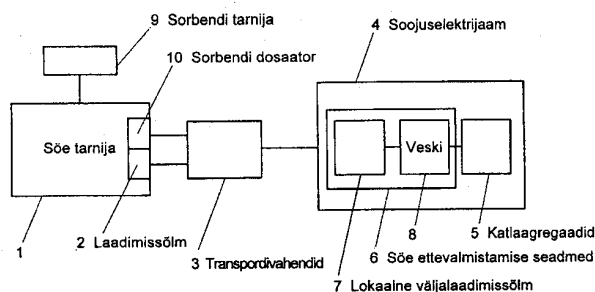 9 Sorbendi tarnija
4 Soojuselektrijaam
10 Sorbendi dosaator
Söe tarnija
Veski
1
2 Laadimissõlm
3 Transpordivahendid
8
5 Katlaagregaadid
6 Söe ettevalmistamise seadmed
7 Lokaalne väljalaadimissõlm